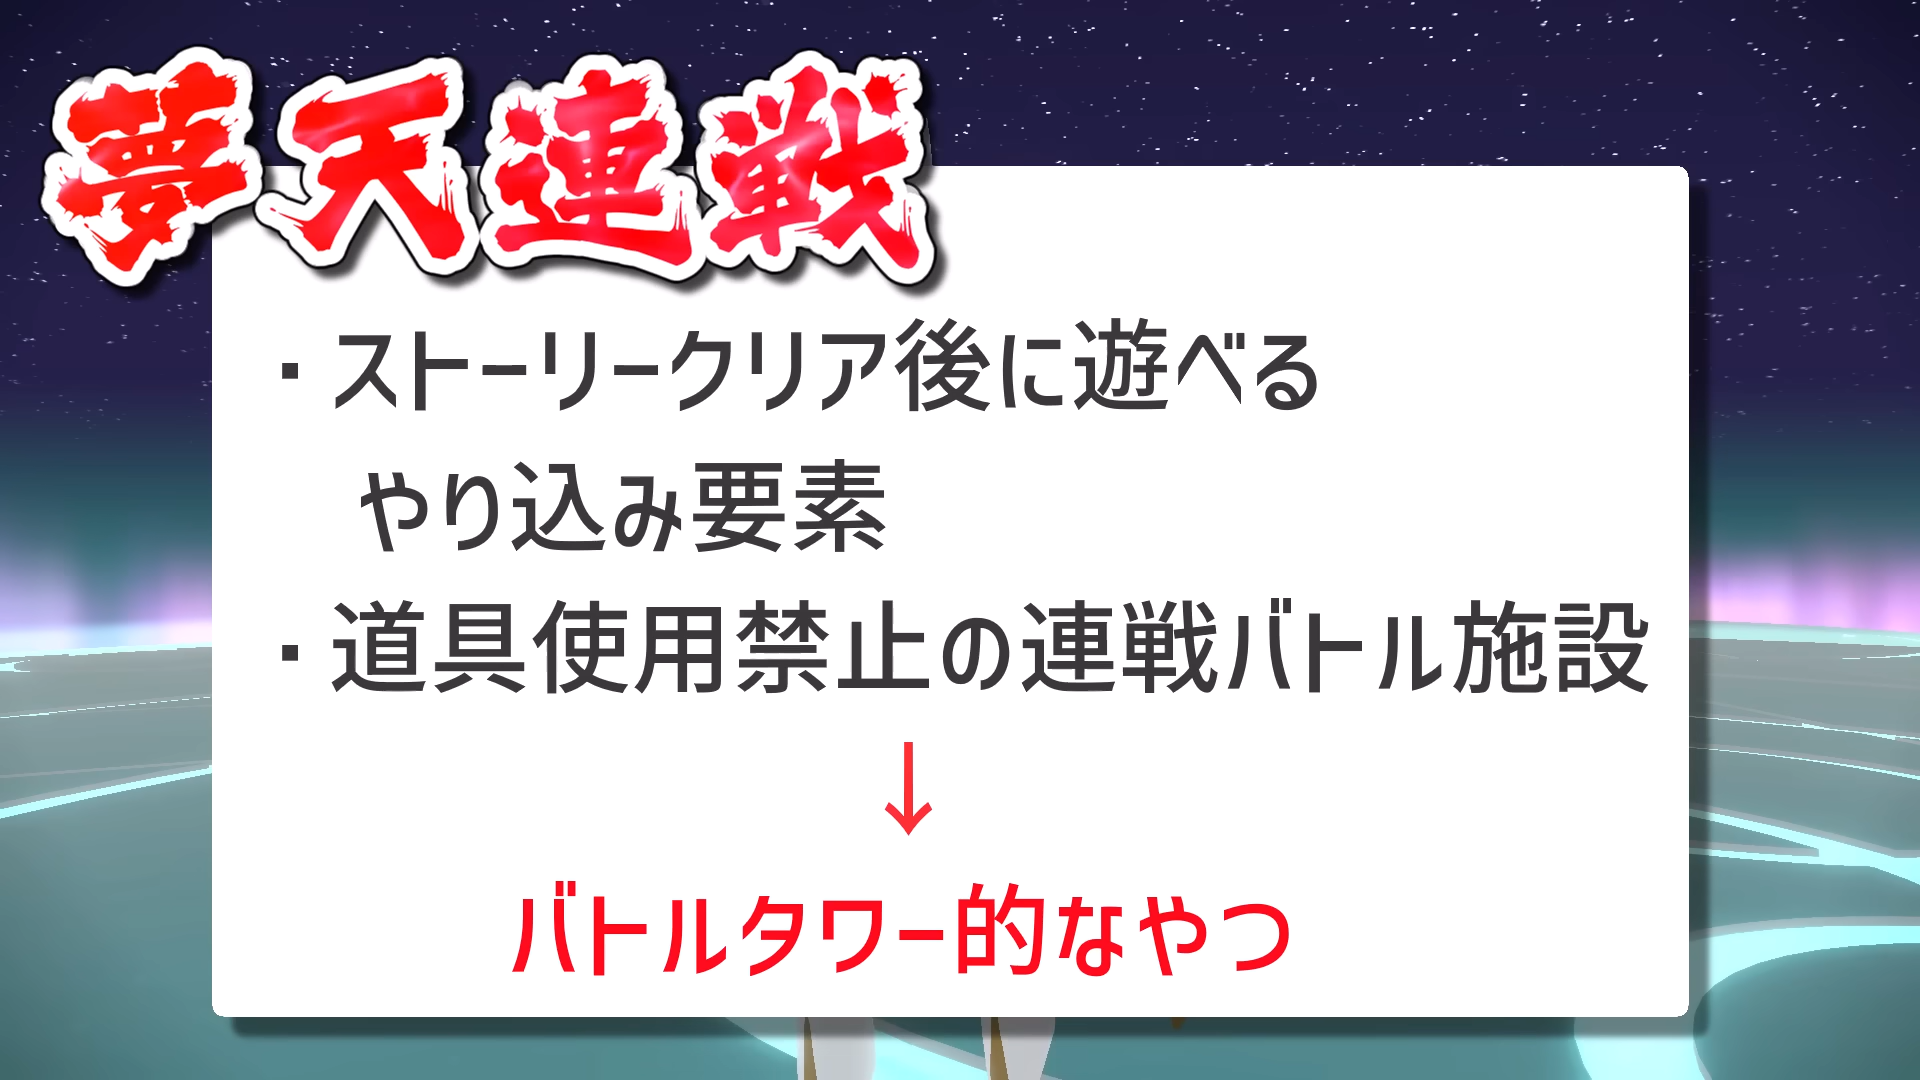 夢天連戦
・ストーリークリア後に遊べる
やり込み要素
・道具使用禁止の連戦バトル施設
↓
バトルタワー的なやつ